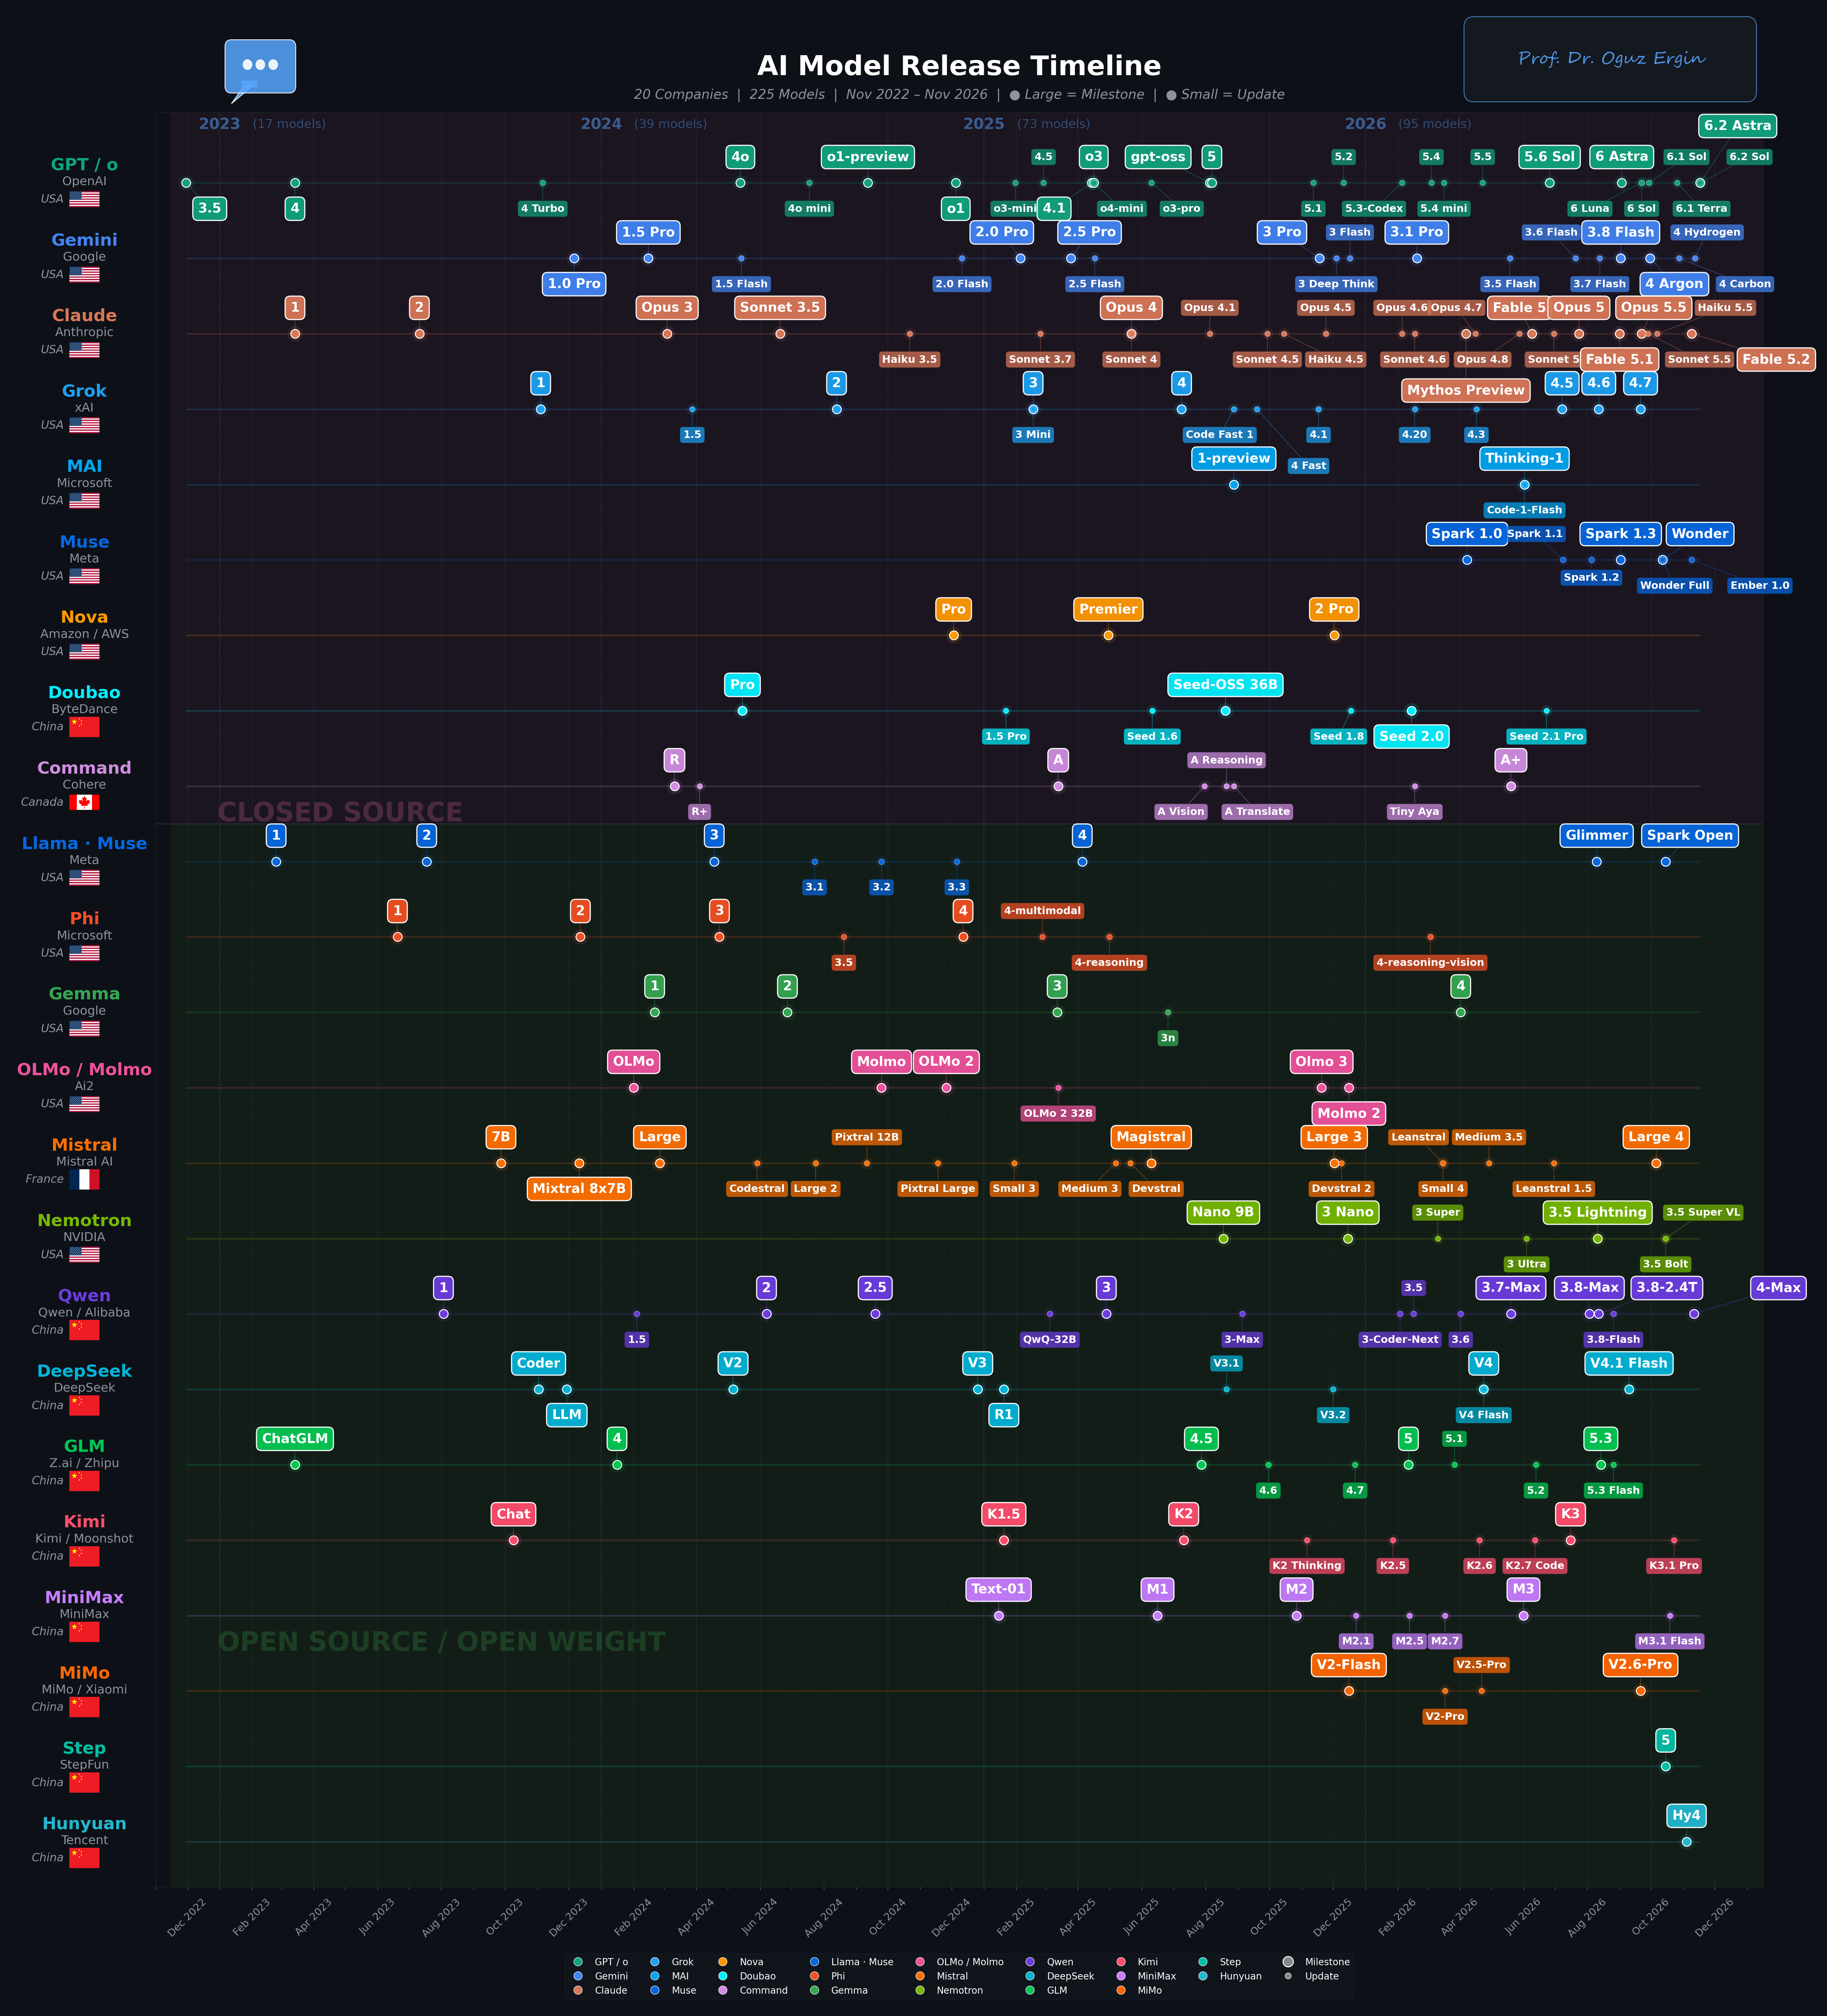 AI Model Release Timeline
20 Companies | 225 Models | Nov 2022 – Nov 2026 | ● Large = Milestone | ● Small = Update
Prof. Dr. Oguz Ergin
2023 (17 models) 2024 (39 models) 2025 (73 models) 2026 (95 models)
6.2 Astra
GPT / o
OpenAI
USA
4o o1-preview 4.5 o3 gpt-oss 5 5.2 5.4 5.5 5.6 Sol 6 Astra 6.1 Sol 6.2 Sol
3.5 4 4 Turbo 4o mini o1 o3-mini 4.1 o4-mini o3-pro 5.1 5.3-Codex 5.4 mini 6 Luna 6 Sol 6.1 Terra
Gemini
Google
USA
1.5 Pro 2.0 Pro 2.5 Pro 3 Pro 3 Flash 3.1 Pro 3.6 Flash 3.8 Flash 4 Hydrogen
1.0 Pro 1.5 Flash 2.0 Flash 2.5 Flash 3 Deep Think 3.5 Flash 3.7 Flash 4 Argon 4 Carbon
Claude
Anthropic
USA
1 2 Opus 3 Sonnet 3.5 Opus 4 Opus 4.1 Opus 4.5 Opus 4.6 Opus 4.7 Fable 5 Opus 5 Opus 5.5 Haiku 5.5
Haiku 3.5 Sonnet 3.7 Sonnet 4 Sonnet 4.5 Haiku 4.5 Sonnet 4.6 Opus 4.8 Sonnet 5 Fable 5.1 Sonnet 5.5 Fable 5.2
Mythos Preview
Grok
xAI
USA
1 2 3 4 4.5 4.6 4.7
1.5 3 Mini Code Fast 1 4.1 4.20 4.3
4 Fast
MAI
Microsoft
USA
1-preview Thinking-1
Code-1-Flash
Muse
Meta
USA
Spark 1.0 Spark 1.1 Spark 1.3 Wonder
Spark 1.2 Wonder Full Ember 1.0
Nova
Amazon / AWS
USA
Pro Premier 2 Pro
Doubao
ByteDance
China
Pro Seed-OSS 36B
1.5 Pro Seed 1.6 Seed 1.8 Seed 2.0 Seed 2.1 Pro
Command
Cohere
Canada
R A A Reasoning A+
R+ A Vision A Translate Tiny Aya
CLOSED SOURCE
Llama · Muse
Meta
USA
1 2 3 4 Glimmer Spark Open
3.1 3.2 3.3
Phi
Microsoft
USA
1 2 3 4 4-multimodal
3.5 4-reasoning 4-reasoning-vision
Gemma
Google
USA
1 2 3 4
3n
OLMo / Molmo
Ai2
USA
OLMo Molmo OLMo 2 Olmo 3
OLMo 2 32B Molmo 2
Mistral
Mistral AI
France
7B Large Pixtral 12B Magistral Large 3 Leanstral Medium 3.5 Large 4
Mixtral 8x7B Codestral Large 2 Pixtral Large Small 3 Medium 3 Devstral Devstral 2 Small 4 Leanstral 1.5
Nemotron
NVIDIA
USA
Nano 9B 3 Nano 3 Super 3.5 Lightning 3.5 Super VL
3 Ultra 3.5 Bolt
Qwen
Qwen / Alibaba
China
1 2 2.5 3 3.5 3.7-Max 3.8-Max 3.8-2.4T 4-Max
1.5 QwQ-32B 3-Max 3-Coder-Next 3.6 3.8-Flash
DeepSeek
DeepSeek
China
Coder V2 V3 V3.1 V4 V4.1 Flash
LLM R1 V3.2 V4 Flash
GLM
Z.ai / Zhipu
China
ChatGLM 4 4.5 5 5.1 5.3
4.6 4.7 5.2 5.3 Flash
Kimi
Kimi / Moonshot
China
Chat K1.5 K2 K3
K2 Thinking K2.5 K2.6 K2.7 Code K3.1 Pro
MiniMax
MiniMax
China
Text-01 M1 M2 M3
M2.1 M2.5 M2.7 M3.1 Flash
OPEN SOURCE / OPEN WEIGHT
MiMo
MiMo / Xiaomi
China
V2-Flash V2.5-Pro V2.6-Pro
V2-Pro
Step
StepFun
China
5
Hunyuan
Tencent
China
Hy4
Dec 2022 Feb 2023 Apr 2023 Jun 2023 Aug 2023 Oct 2023 Dec 2023 Feb 2024 Apr 2024 Jun 2024 Aug 2024 Oct 2024 Dec 2024 Feb 2025 Apr 2025 Jun 2025 Aug 2025 Oct 2025 Dec 2025 Feb 2026 Apr 2026 Jun 2026 Aug 2026 Oct 2026 Dec 2026
GPT / o Grok Nova Llama · Muse OLMo / Molmo Qwen Kimi Step Milestone
Gemini MAI Doubao Phi Mistral DeepSeek MiniMax Hunyuan Update
Claude Muse Command Gemma Nemotron GLM MiMo